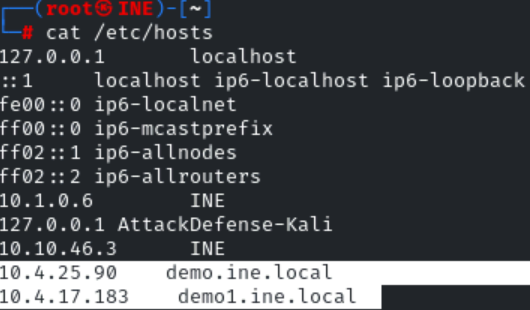 (root㉿INE)-[~]
# cat /etc/hosts
127.0.0.1 localhost
::1 localhost ip6-localhost ip6-loopback
fe00::0 ip6-localnet
ff00::0 ip6-mcastprefix
ff02::1 ip6-allnodes
ff02::2 ip6-allrouters
10.1.0.6 INE
127.0.0.1 AttackDefense-Kali
10.10.46.3 INE
10.4.25.90 demo.ine.local
10.4.17.183 demo1.ine.local